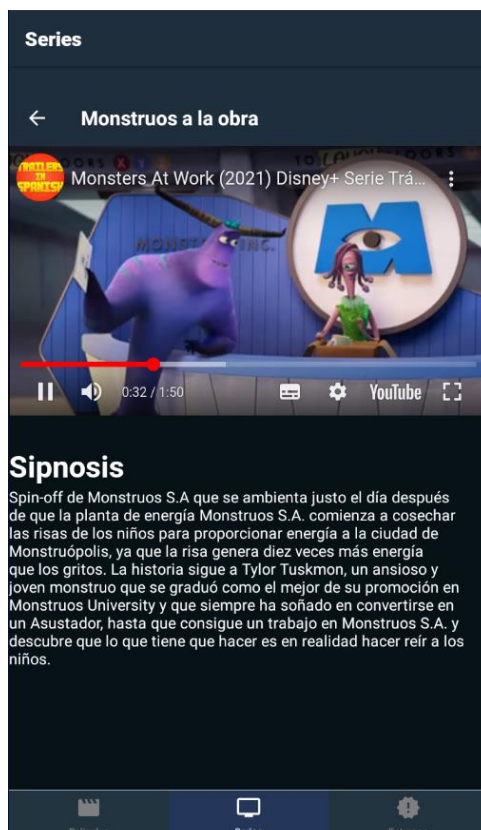 Series
Monstruos a la obra
TRAILERS
IN
SPANISH
Monsters At Work (2021) Disney+ Serie Trá...
MONSTERS, INC.
0:32 / 1:50
YouTube
Sipnosis
Spin-off de Monstruos S.A que se ambienta justo el día después
de que la planta de energía Monstruos S.A. comienza a cosechar
las risas de los niños para proporcionar energía a la ciudad de
Monstruópolis, ya que la risa genera diez veces más energía
que los gritos. La historia sigue a Tylor Tuskmon, un ansioso y
joven monstruo que se graduó como el mejor de su promoción en
Monstruos University y que siempre ha soñado en convertirse en
un Asustador, hasta que consigue un trabajo en Monstruos S.A. y
descubre que lo que tiene que hacer es en realidad hacer reír a los
niños.